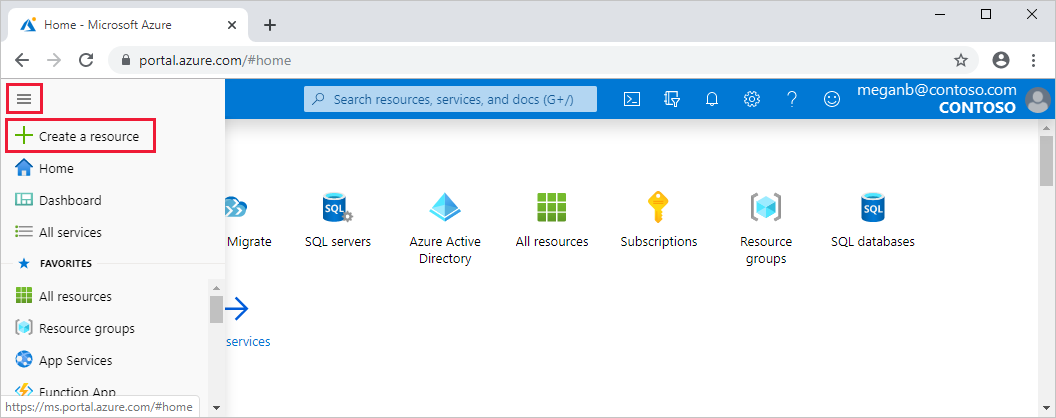 Home - Microsoft Azure
portal.azure.com/#home
Search resources, services, and docs (G+/)
meganb@contoso.com
CONTOSO
Create a resource
Home
Dashboard
All services
FAVORITES
All resources
Resource groups
App Services
Function App
https://ms.portal.azure.com/#home
Migrate
SQL
SQL servers
Azure Active
Directory
All resources
Subscriptions
Resource
groups
SQL
SQL databases
services